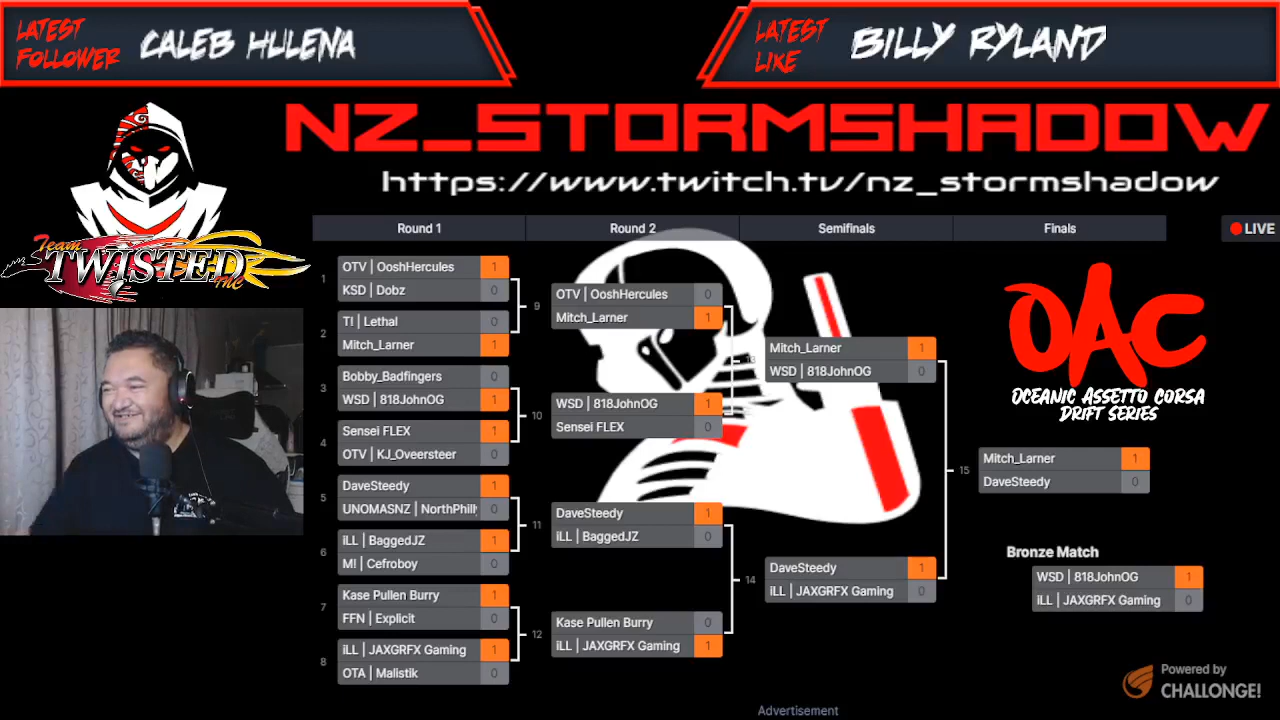 LATEST FOLLOWER
CALEB HULENA
LATEST LIKE
BILLY RYLAND
NZ_STORMSHADOW
https://www.twitch.tv/nz_stormshadow
Team
TWISTED
INC
Round 1
Round 2
Semifinals
Finals
LIVE
1
OTV | OoshHercules 1
KSD | Dobz 0
2
T! | Lethal 0
Mitch_Larner 1
3
Bobby_Badfingers 0
WSD | 818JohnOG 1
4
Sensei FLEX 1
OTV | KJ_Oveersteer 0
5
DaveSteedy 1
UNOMASNZ | NorthPhill 0
6
iLL | BaggedJZ 1
M! | Cefroboy 0
7
Kase Pullen Burry 1
FFN | Explicit 0
8
iLL | JAXGRFX Gaming 1
OTA | Malistik 0
9
OTV | OoshHercules 0
Mitch_Larner 1
10
WSD | 818JohnOG 1
Sensei FLEX 0
11
DaveSteedy 1
iLL | BaggedJZ 0
12
Kase Pullen Burry 0
iLL | JAXGRFX Gaming 1
Mitch_Larner 1
WSD | 818JohnOG 0
14
DaveSteedy 1
iLL | JAXGRFX Gaming 0
15
Mitch_Larner 1
DaveSteedy 0
Bronze Match
WSD | 818JohnOG 1
iLL | JAXGRFX Gaming 0
OAC
OCEANIC ASSETTO CORSA
DRIFT SERIES
Powered by
CHALLONGE!
Advertisement